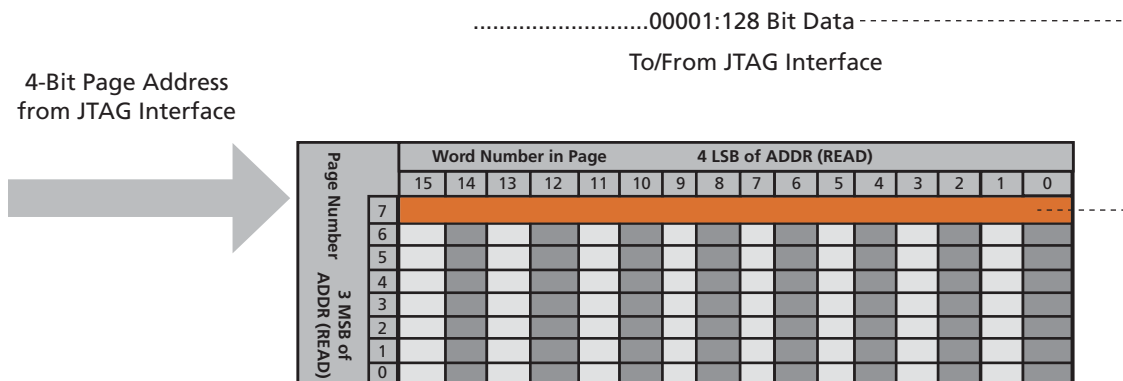 ..........................00001:128 Bit Data
To/From JTAG Interface
4-Bit Page Address
from JTAG Interface
Page Number
3 MSB of
ADDR (READ)
Word Number in Page 4 LSB of ADDR (READ)
15 14 13 12 11 10 9 8 7 6 5 4 3 2 1 0
7
6
5
4
3
2
1
0